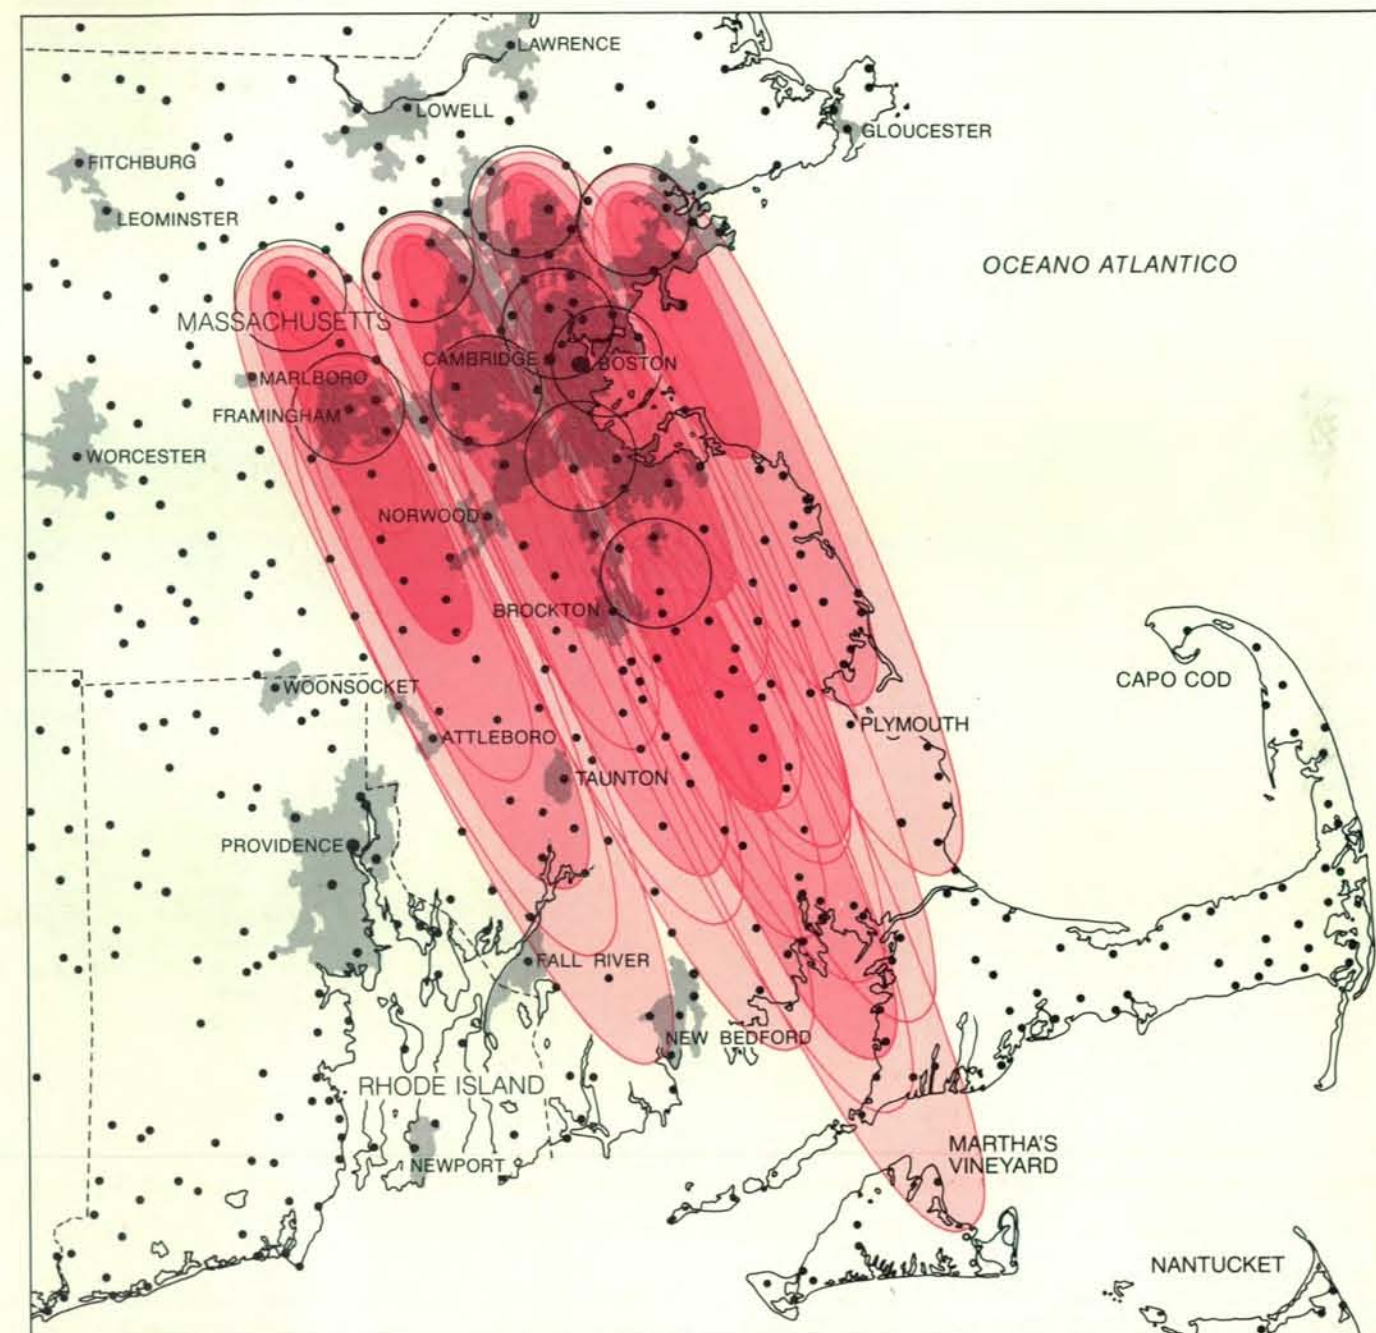 LAWRENCE
LOWELL
GLOUCESTER
FITCHBURG
LEOMINSTER
OCEANO ATLANTICO
MASSACHUSETTS
CAMBRIDGE
BOSTON
MARLBORO
FRAMINGHAM
WORCESTER
NORWOOD
BROCKTON
CAPO COD
WOONSOCKET
PLYMOUTH
ATTLEBORO
TAUNTON
PROVIDENCE
FALL RIVER
NEW BEDFORD
RHODE ISLAND
MARTHA'S
VINEYARD
NEWPORT
NANTUCKET